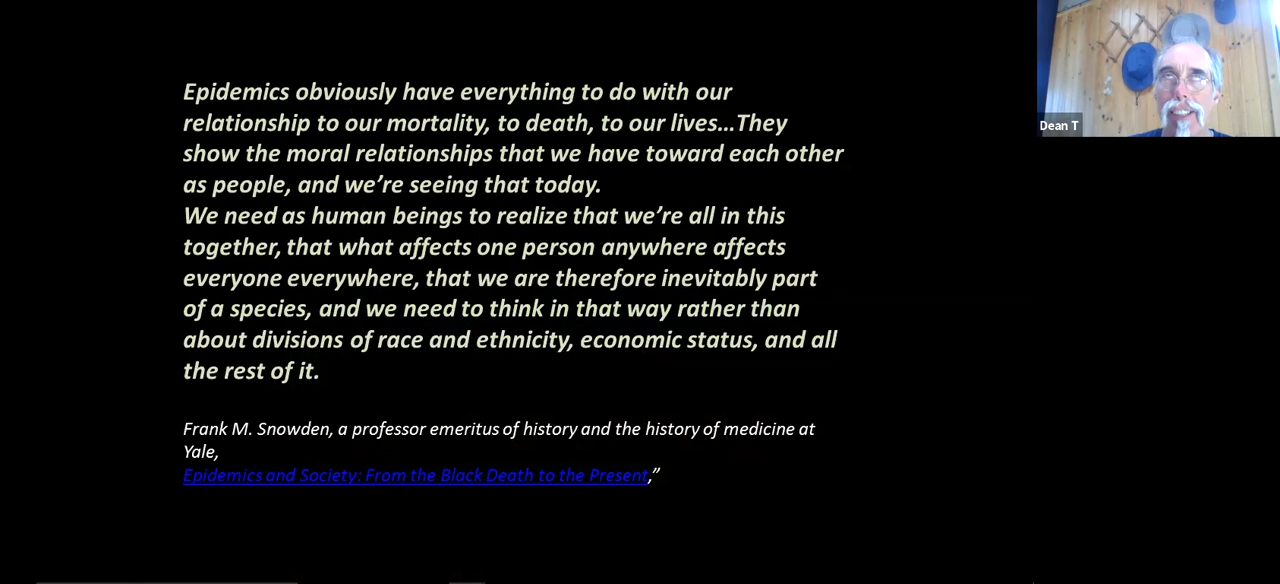 Epidemics obviously have everything to do with our
relationship to our mortality, to death, to our lives...They
show the moral relationships that we have toward each other
as people, and we’re seeing that today.
We need as human beings to realize that we’re all in this
together, that what affects one person anywhere affects
everyone everywhere, that we are therefore inevitably part
of a species, and we need to think in that way rather than
about divisions of race and ethnicity, economic status, and all
the rest of it.
Frank M. Snowden, a professor emeritus of history and the history of medicine at
Yale,
Epidemics and Society: From the Black Death to the Present,”
Dean T